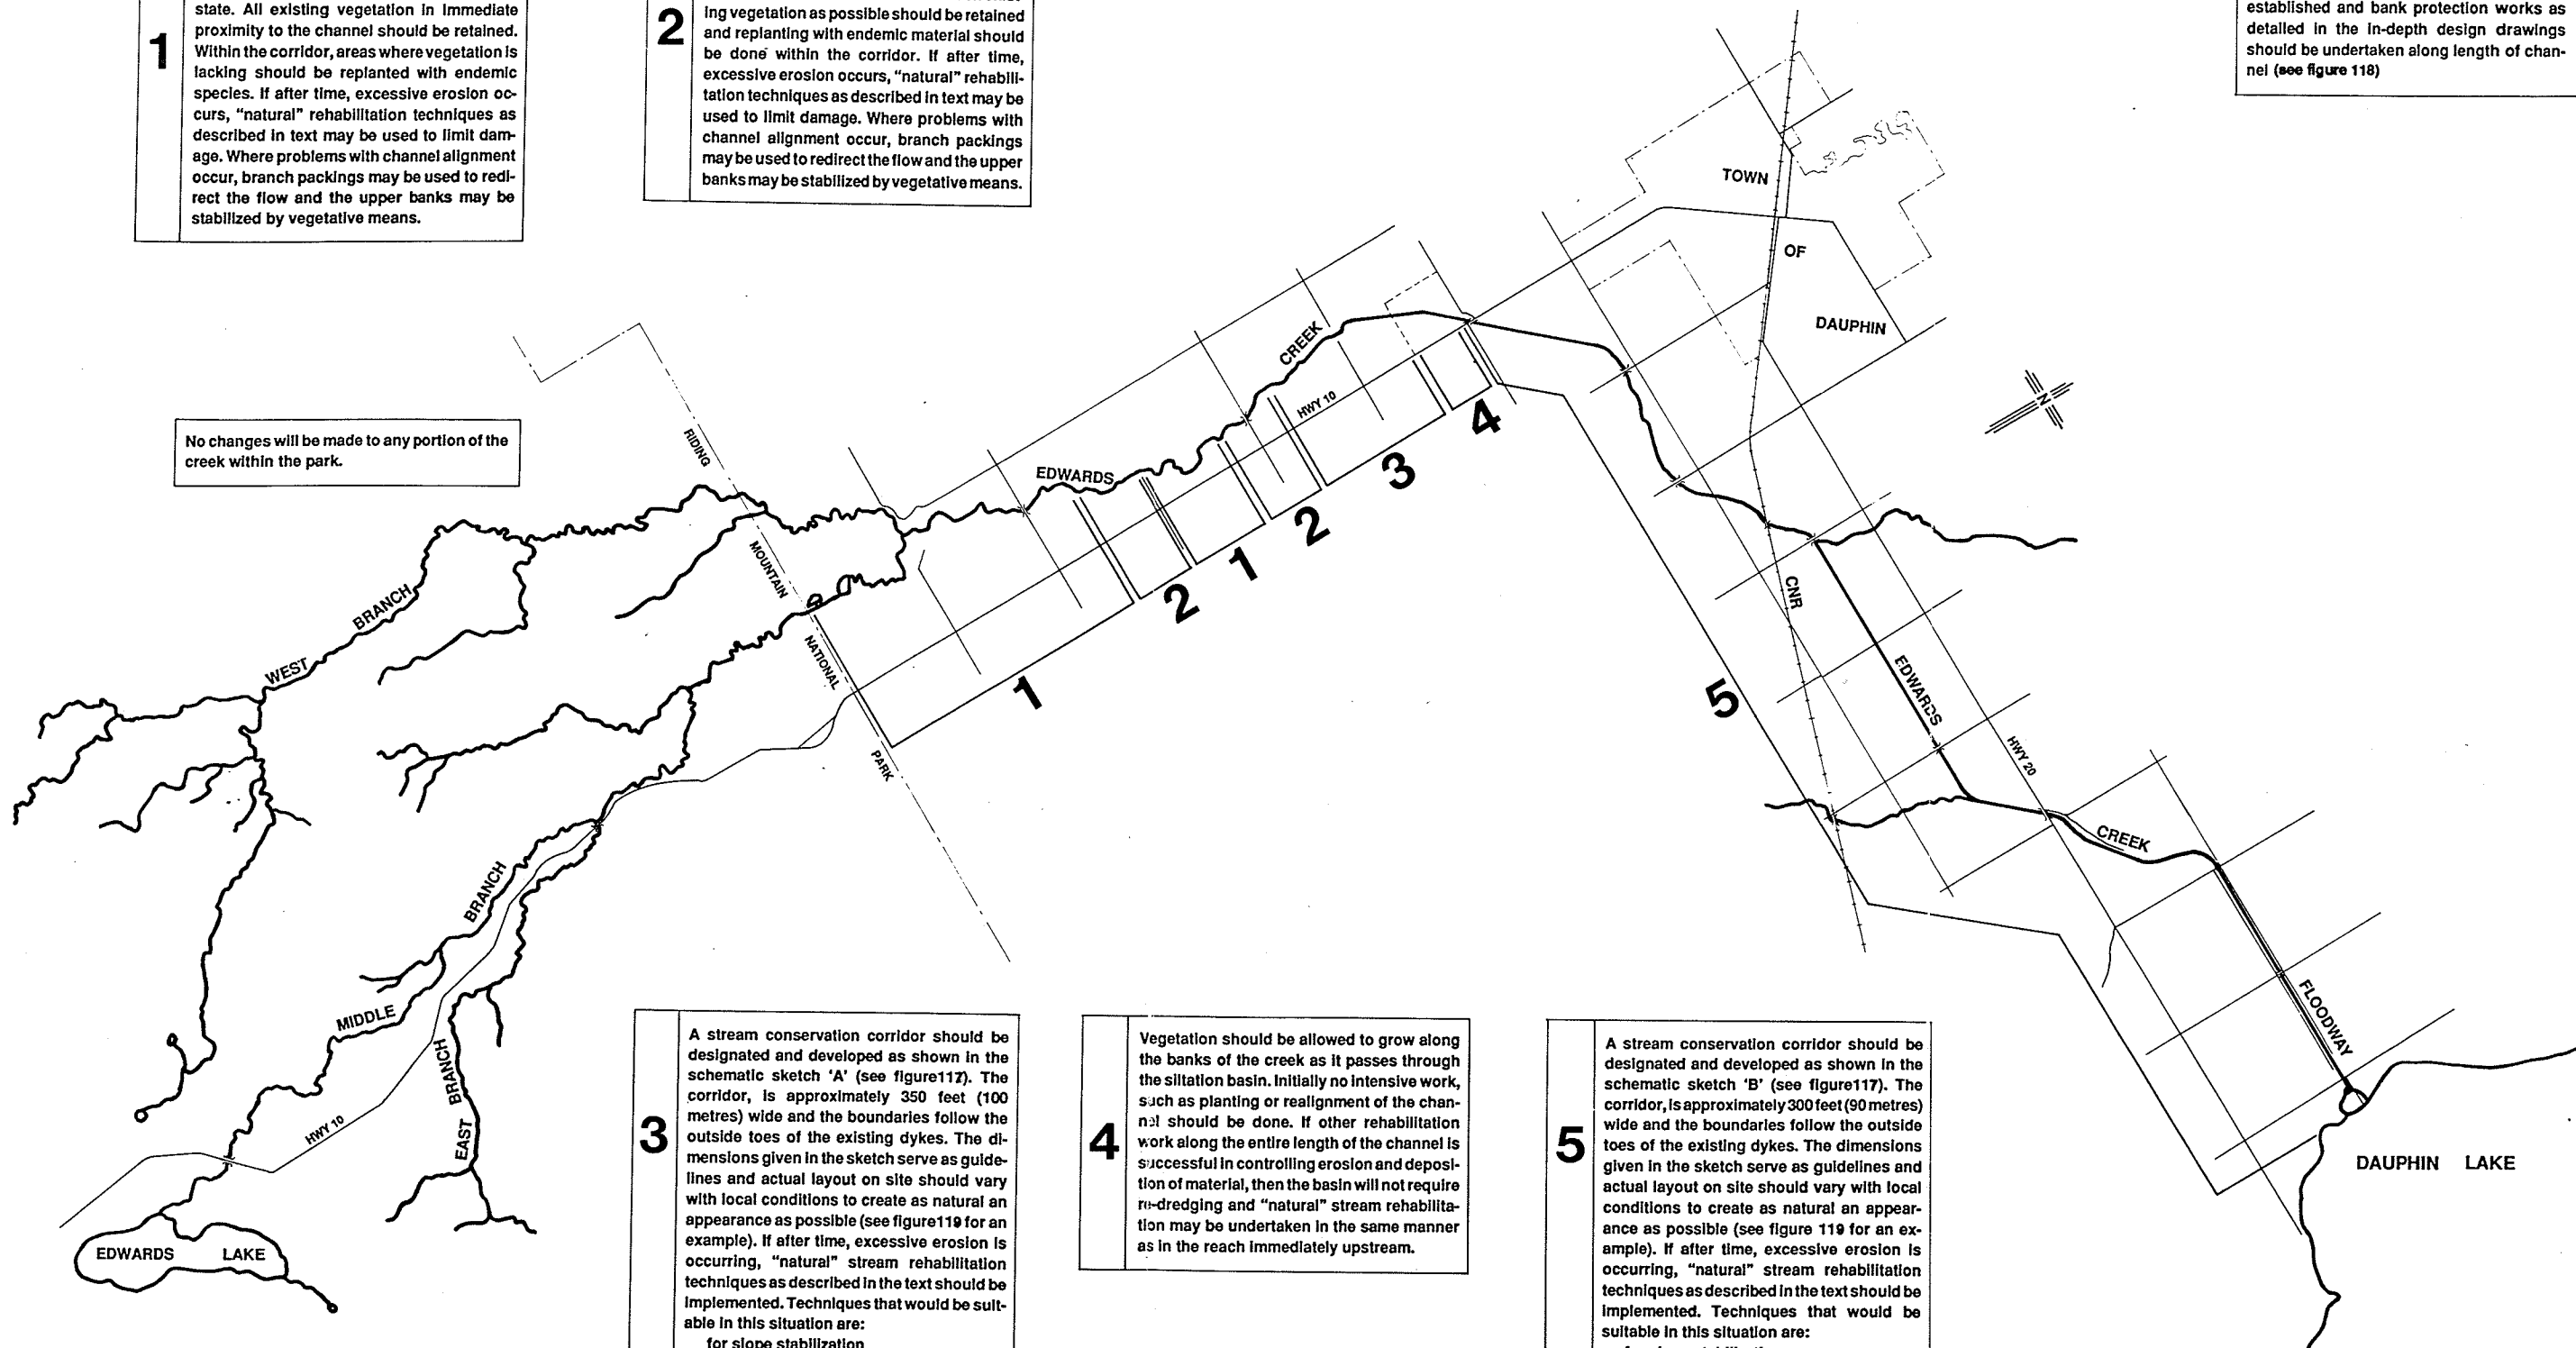 1
state. All existing vegetation in immediate
proximity to the channel should be retained.
Within the corridor, areas where vegetation is
lacking should be replanted with endemic
species. If after time, excessive erosion oc-
curs, “natural” rehabilitation techniques as
described in text may be used to limit dam-
age. Where problems with channel alignment
occur, branch packings may be used to redi-
rect the flow and the upper banks may be
stabilized by vegetative means.
2
ing vegetation as possible should be retained
and replanting with endemic material should
be done within the corridor. If after time,
excessive erosion occurs, “natural” rehabili-
tation techniques as described in text may be
used to limit damage. Where problems with
channel alignment occur, branch packings
may be used to redirect the flow and the upper
banks may be stabilized by vegetative means.
established and bank protection works as
detailed in the in-depth design drawings
should be undertaken along length of chan-
nel (see figure 118)
TOWN
OF
DAUPHIN
No changes will be made to any portion of the
creek within the park.
RIDING
MOUNTAIN
NATIONAL
PARK
EDWARDS
CREEK
HWY 10
N
1
2
1
2
3
4
5
WEST
BRANCH
MIDDLE
BRANCH
EAST
BRANCH
HWY 10
EDWARDS LAKE
CNR
EDWARDS
HWY 20
CREEK
FLOODWAY
DAUPHIN LAKE
3
A stream conservation corridor should be
designated and developed as shown in the
schematic sketch ‘A’ (see figure117). The
corridor, is approximately 350 feet (100
metres) wide and the boundaries follow the
outside toes of the existing dykes. The di-
mensions given in the sketch serve as guide-
lines and actual layout on site should vary
with local conditions to create as natural an
appearance as possible (see figure119 for an
example). If after time, excessive erosion is
occurring, “natural” stream rehabilitation
techniques as described in the text should be
implemented. Techniques that would be suit-
able in this situation are:
for slope stabilization
4
Vegetation should be allowed to grow along
the banks of the creek as it passes through
the siltation basin. Initially no intensive work,
such as planting or realignment of the chan-
nel should be done. If other rehabilitation
work along the entire length of the channel is
successful in controlling erosion and deposi-
tion of material, then the basin will not require
re-dredging and “natural” stream rehabilita-
tion may be undertaken in the same manner
as in the reach immediately upstream.
5
A stream conservation corridor should be
designated and developed as shown in the
schematic sketch ‘B’ (see figure117). The
corridor, is approximately 300 feet (90 metres)
wide and the boundaries follow the outside
toes of the existing dykes. The dimensions
given in the sketch serve as guidelines and
actual layout on site should vary with local
conditions to create as natural an appear-
ance as possible (see figure 119 for an ex-
ample). If after time, excessive erosion is
occurring, “natural” stream rehabilitation
techniques as described in the text should be
implemented. Techniques that would be
suitable in this situation are: